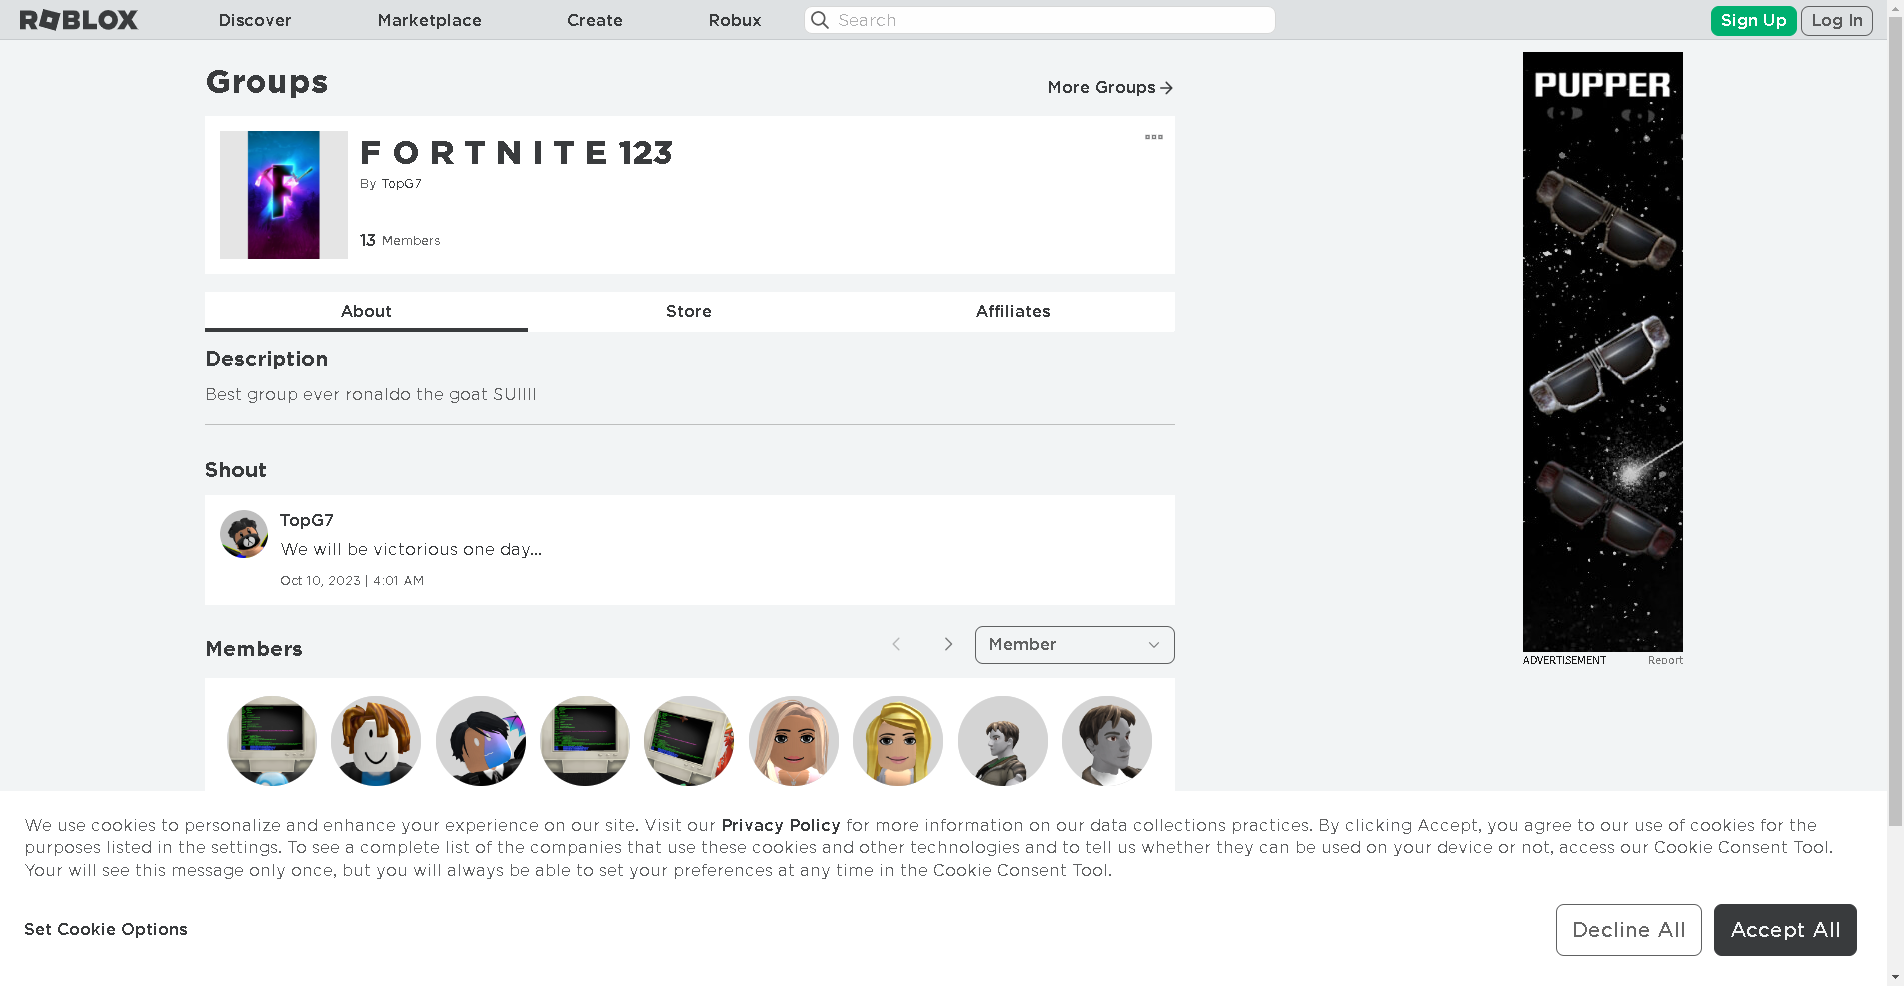 ROBLOX
Discover
Marketplace
Create
Robux
Search
Sign Up
Log In
Groups
More Groups
F O R T N I T E 123
By TopG7
13 Members
About
Store
Affiliates
Description
Best group ever ronaldo the goat SUIIII
Shout
TopG7
We will be victorious one day...
Oct 10, 2023 | 4:01 AM
Members
Member
PUPPER
ADVERTISEMENT
Report
We use cookies to personalize and enhance your experience on our site. Visit our Privacy Policy for more information on our data collections practices. By clicking Accept, you agree to our use of cookies for the
purposes listed in the settings. To see a complete list of the companies that use these cookies and other technologies and to tell us whether they can be used on your device or not, access our Cookie Consent Tool.
Your will see this message only once, but you will always be able to set your preferences at any time in the Cookie Consent Tool.
Set Cookie Options
Decline All
Accept All